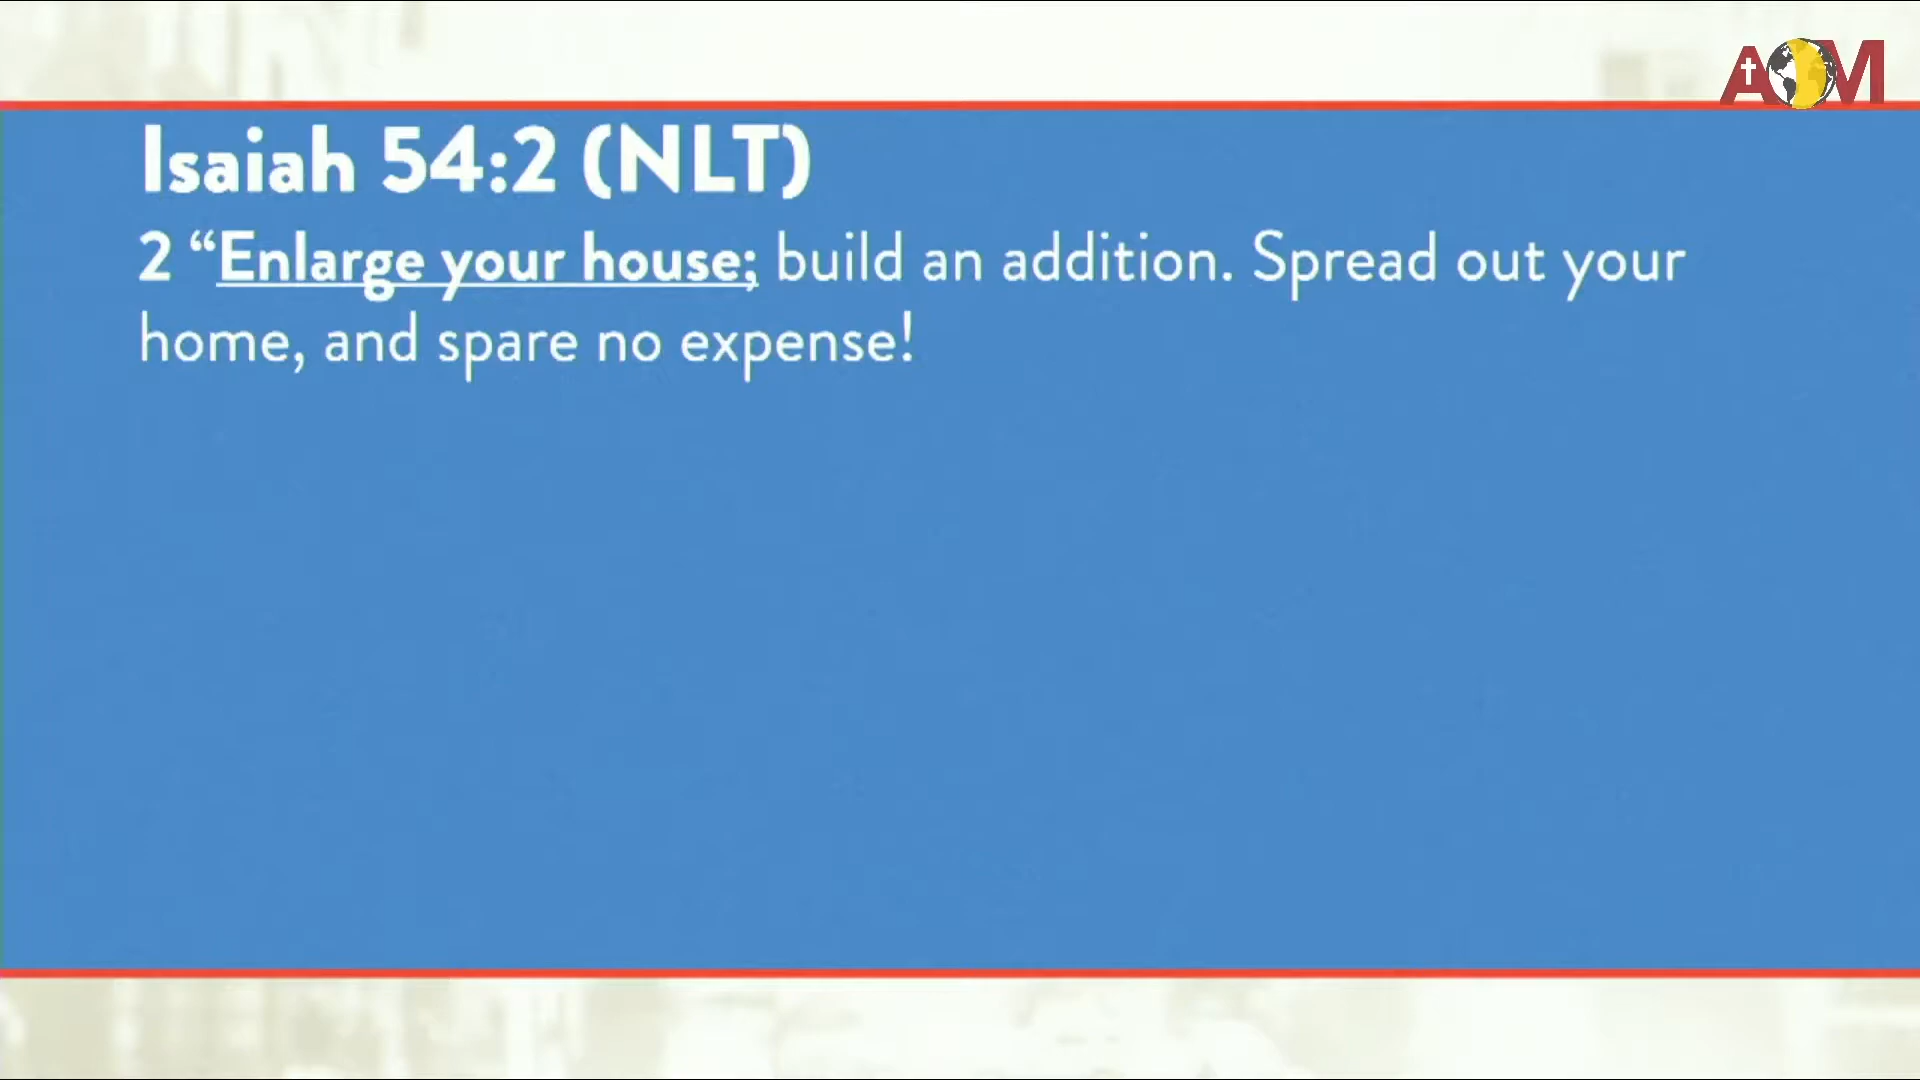 AOM
Isaiah 54:2 (NLT)
2 “Enlarge your house; build an addition. Spread out your
home, and spare no expense!